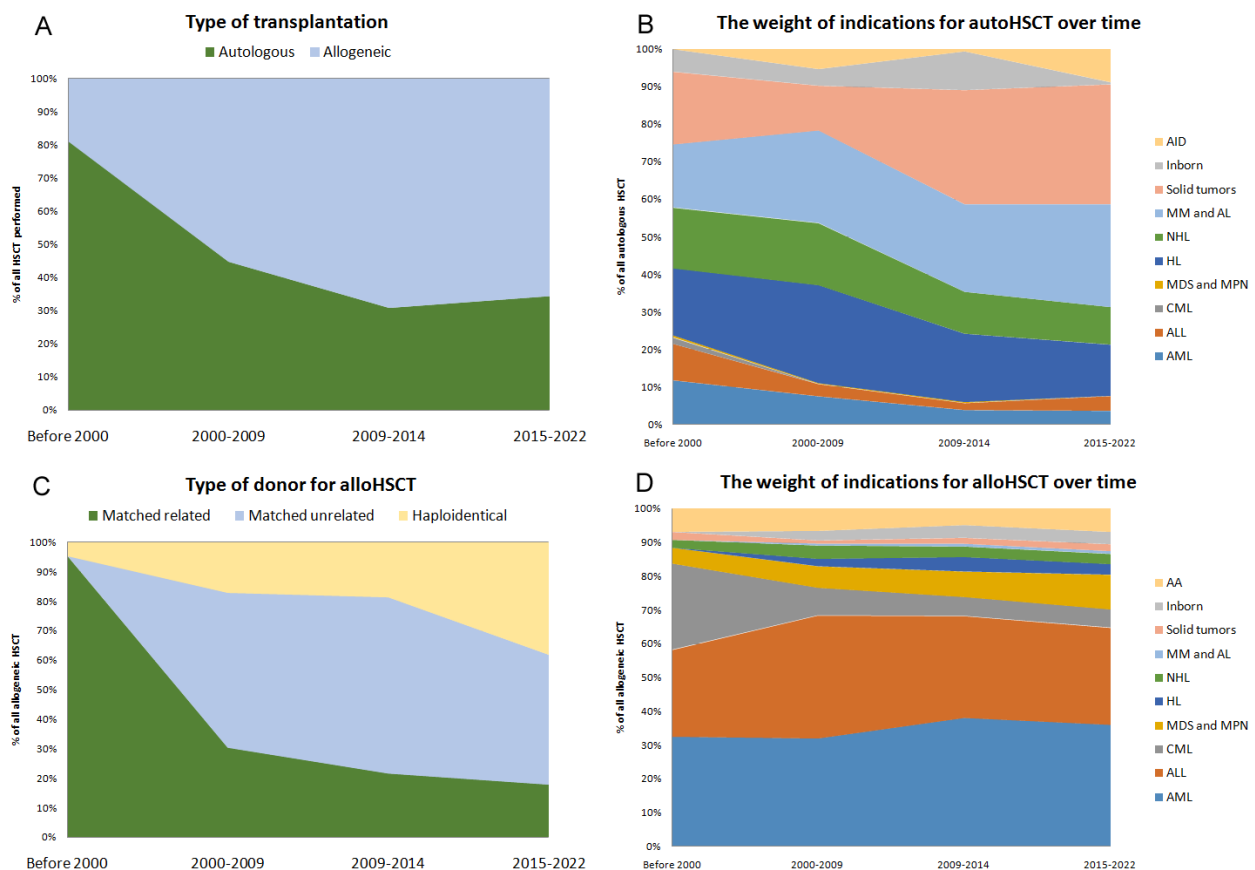 A
Type of transplantation
Autologous
Allogeneic
% of all HSCT performed
100%
90%
80%
70%
60%
50%
40%
30%
20%
10%
0%
Before 2000
2000-2009
2009-2014
2015-2022
B
The weight of indications for autoHSCT over time
% of all autologous HSCT
100%
90%
80%
70%
60%
50%
40%
30%
20%
10%
0%
Before 2000
2000-2009
2009-2014
2015-2022
AID
Inborn
Solid tumors
MM and AL
NHL
HL
MDS and MPN
CML
ALL
AML
C
Type of donor for alloHSCT
Matched related
Matched unrelated
Haploidentical
% of all allogeneic HSCT
100%
90%
80%
70%
60%
50%
40%
30%
20%
10%
0%
Before 2000
2000-2009
2009-2014
2015-2022
D
The weight of indications for alloHSCT over time
% of all allogeneic HSCT
100%
90%
80%
70%
60%
50%
40%
30%
20%
10%
0%
Before 2000
2000-2009
2009-2014
2015-2022
AA
Inborn
Solid tumors
MM and AL
NHL
HL
MDS and MPN
CML
ALL
AML